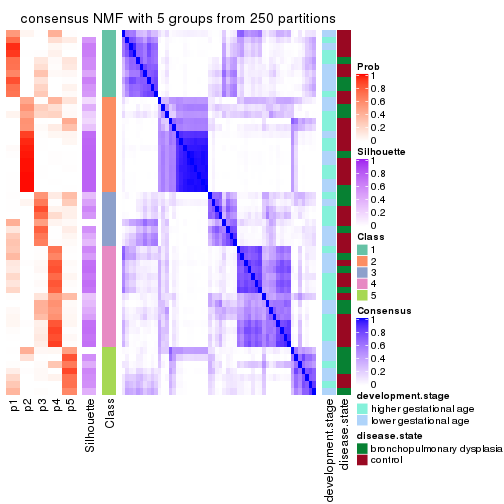 consensus NMF with 5 groups from 250 partitions
Prob
1
0.8
0.6
0.4
0.2
0
Silhouette
1
0.8
0.6
0.4
0.2
0
Class
1
2
3
4
5
Consensus
1
0.8
0.6
0.4
0.2
0
development.stage
higher gestational age
lower gestational age
disease.state
bronchopulmonary dysplasia
control
p1
p2
p3
p4
p5
Silhouette
Class
development.stage
disease.state